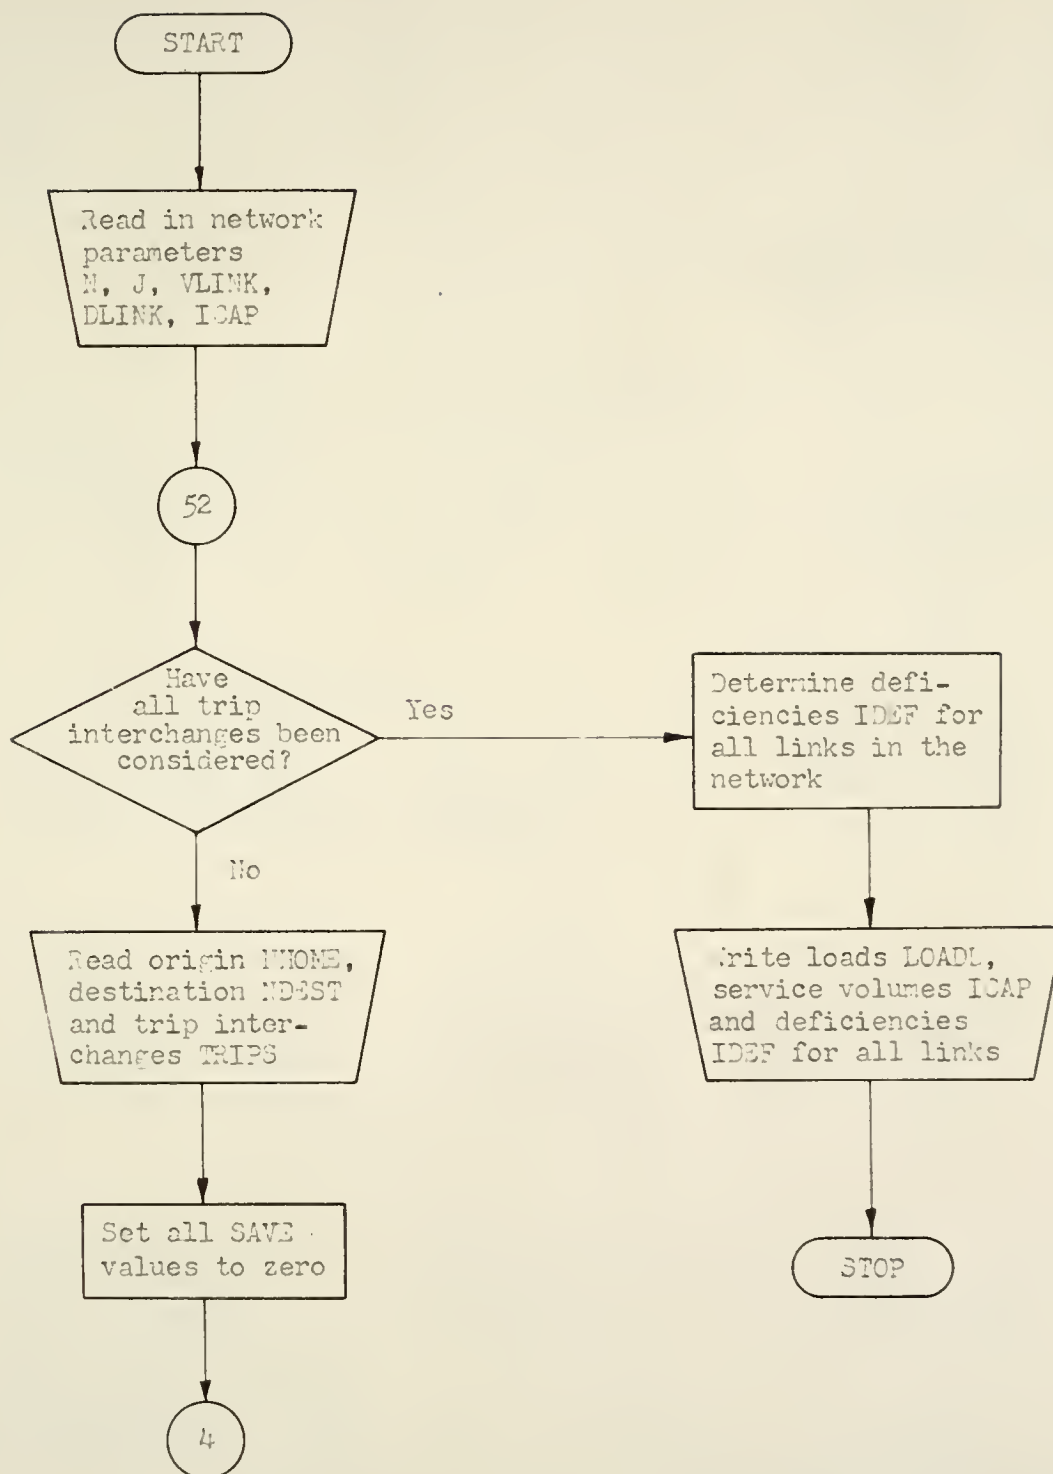 START
Read in network
parameters
N, J, VLINK,
DLINK, ICAP
52
Have
all trip
interchanges been
considered?
Yes
No
Determine defi-
ciencies IDEF for
all links in the
network
Read origin NHOME,
destination NDEST
and trip inter-
changes TRIPS
Write loads LOADL,
service volumes ICAP
and deficiencies
IDEF for all links
Set all SAVE
values to zero
STOP
4